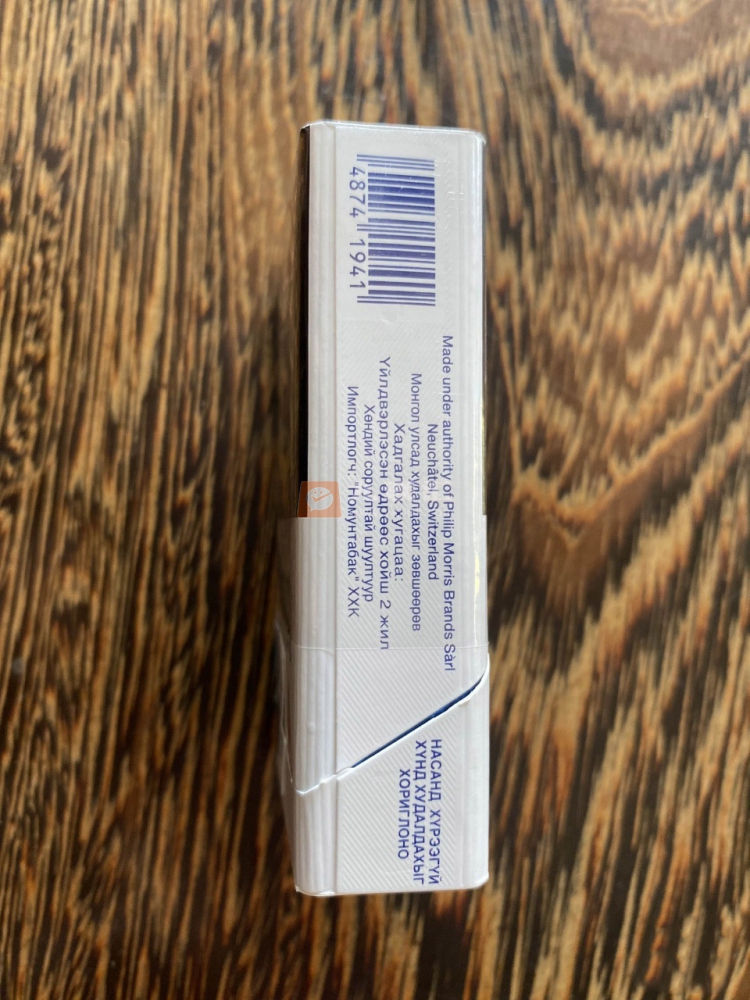 4874 1941
Made under authority of Philip Morris Brands Sàrl
Neuchâtel, Switzerland
Монгол улсад худалдахыг зөвшөөрөв
Хадгалах хугацаа:
Үйлдвэрлэсэн өдрөөс хойш 2 жил
Хөндий соруултай шүүлтүүр
Импортлогч: "Номунтабак" ХХК
НАСАНД ХҮРЭЭГҮЙ
ХҮНД ХУДАЛДАХЫГ
ХОРИГЛОНО